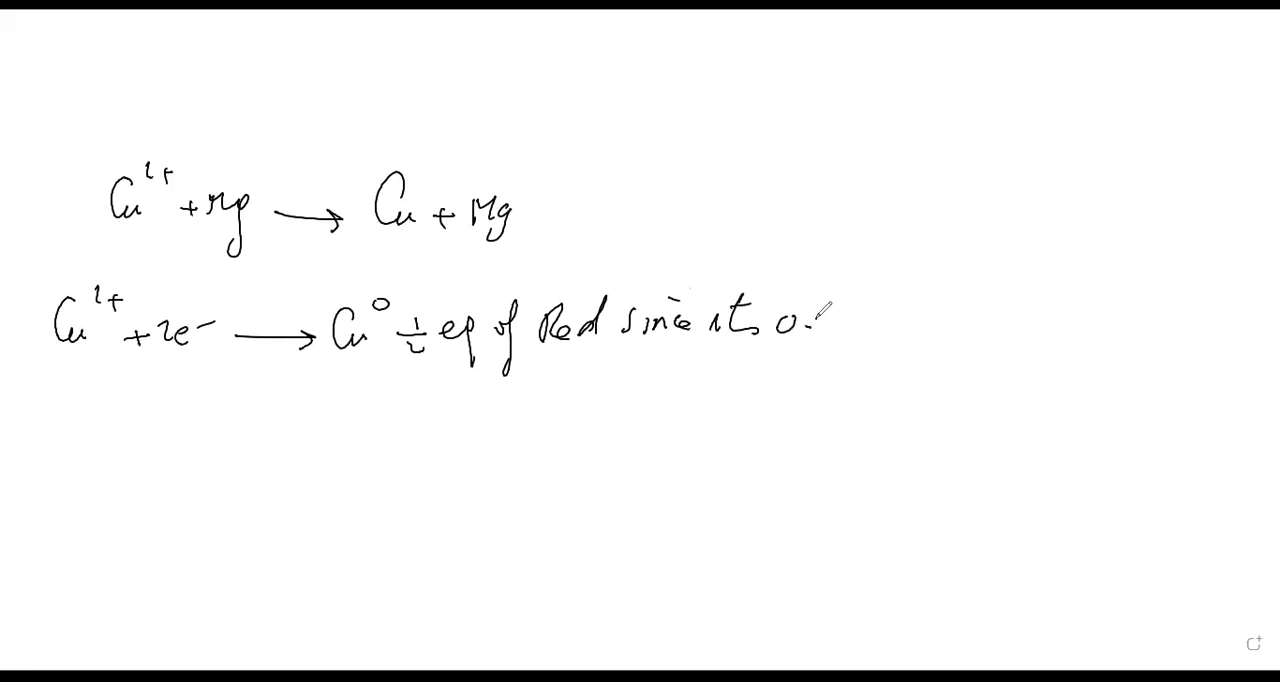 Cu²⁺ + Mg → Cu + Mg
Cu²⁺ + 2e⁻ → Cu⁰ ½ eq of Red since its o.